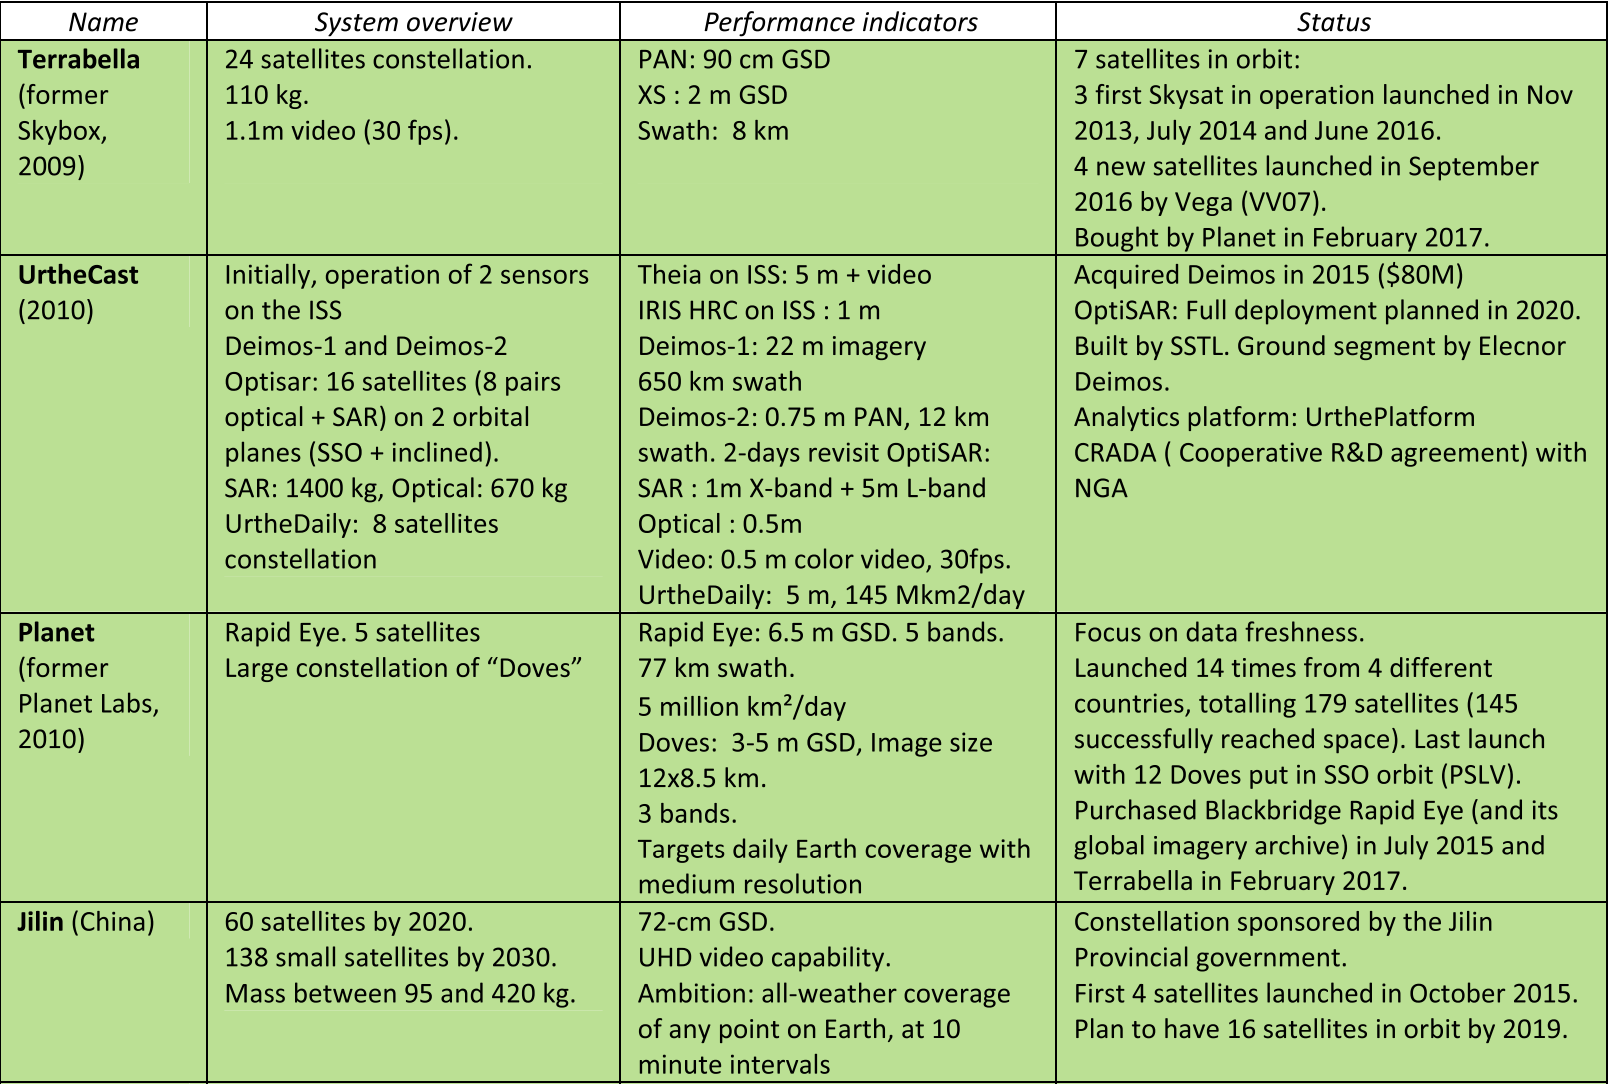 Name
System overview
Performance indicators
Status
Terrabella
(former
Skybox,
2009)
24 satellites constellation.
110 kg.
1.1m video (30 fps).
PAN: 90 cm GSD
XS : 2 m GSD
Swath:  8 km
7 satellites in orbit:
3 first Skysat in operation launched in Nov
2013, July 2014 and June 2016.
4 new satellites launched in September
2016 by Vega (VV07).
Bought by Planet in February 2017.
UrtheCast
(2010)
Initially, operation of 2 sensors
on the ISS
Deimos-1 and Deimos-2
Optisar: 16 satellites (8 pairs
optical + SAR) on 2 orbital
planes (SSO + inclined).
SAR: 1400 kg, Optical: 670 kg
UrtheDaily:  8 satellites
constellation
Theia on ISS: 5 m + video
IRIS HRC on ISS : 1 m
Deimos-1: 22 m imagery
650 km swath
Deimos-2: 0.75 m PAN, 12 km
swath. 2-days revisit OptiSAR:
SAR : 1m X-band + 5m L-band
Optical : 0.5m
Video: 0.5 m color video, 30fps.
UrtheDaily:  5 m, 145 Mkm2/day
Acquired Deimos in 2015 ($80M)
OptiSAR: Full deployment planned in 2020.
Built by SSTL. Ground segment by Elecnor
Deimos.
Analytics platform: UrthePlatform
CRADA ( Cooperative R&D agreement) with
NGA
Planet
(former
Planet Labs,
2010)
Rapid Eye. 5 satellites
Large constellation of “Doves”
Rapid Eye: 6.5 m GSD. 5 bands.
77 km swath.
5 million km²/day
Doves:  3-5 m GSD, Image size
12x8.5 km.
3 bands.
Targets daily Earth coverage with
medium resolution
Focus on data freshness.
Launched 14 times from 4 different
countries, totalling 179 satellites (145
successfully reached space). Last launch
with 12 Doves put in SSO orbit (PSLV).
Purchased Blackbridge Rapid Eye (and its
global imagery archive) in July 2015 and
Terrabella in February 2017.
Jilin (China)
60 satellites by 2020.
138 small satellites by 2030.
Mass between 95 and 420 kg.
72-cm GSD.
UHD video capability.
Ambition: all-weather coverage
of any point on Earth, at 10
minute intervals
Constellation sponsored by the Jilin
Provincial government.
First 4 satellites launched in October 2015.
Plan to have 16 satellites in orbit by 2019.